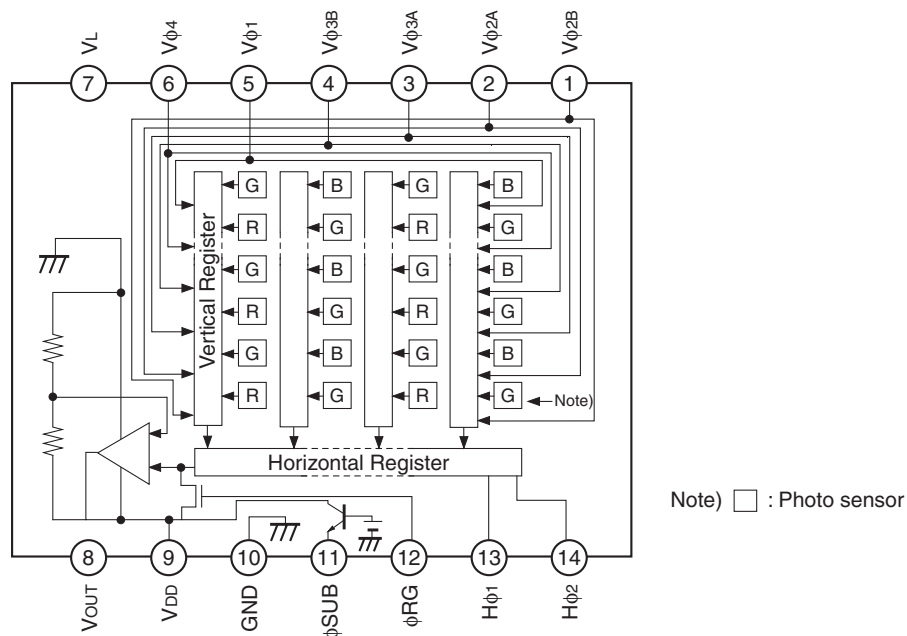 VL Vφ4 Vφ1 Vφ3B Vφ3A Vφ2A Vφ2B
7 6 5 4 3 2 1
G B G B
R G R G
G B G B
R G R G
G B G B
R G R G
Vertical Register
Note)
Horizontal Register
Note) : Photo sensor
8 9 10 11 12 13 14
VOUT VDD GND φSUB φRG Hφ1 Hφ2